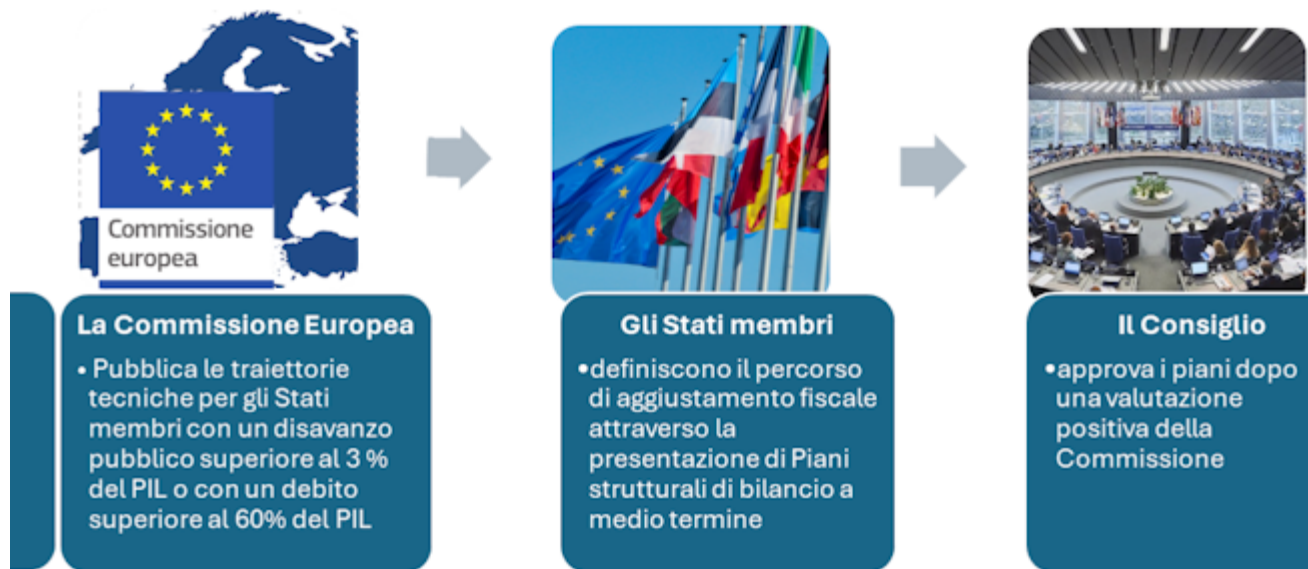 Commissione
europea
La Commissione Europea
• Pubblica le traiettorie
tecniche per gli Stati
membri con un disavanzo
pubblico superiore al 3 %
del PIL o con un debito
superiore al 60% del PIL
Gli Stati membri
•definiscono il percorso
di aggiustamento fiscale
attraverso la
presentazione di Piani
strutturali di bilancio a
medio termine
Il Consiglio
•approva i piani dopo
una valutazione
positiva della
Commissione